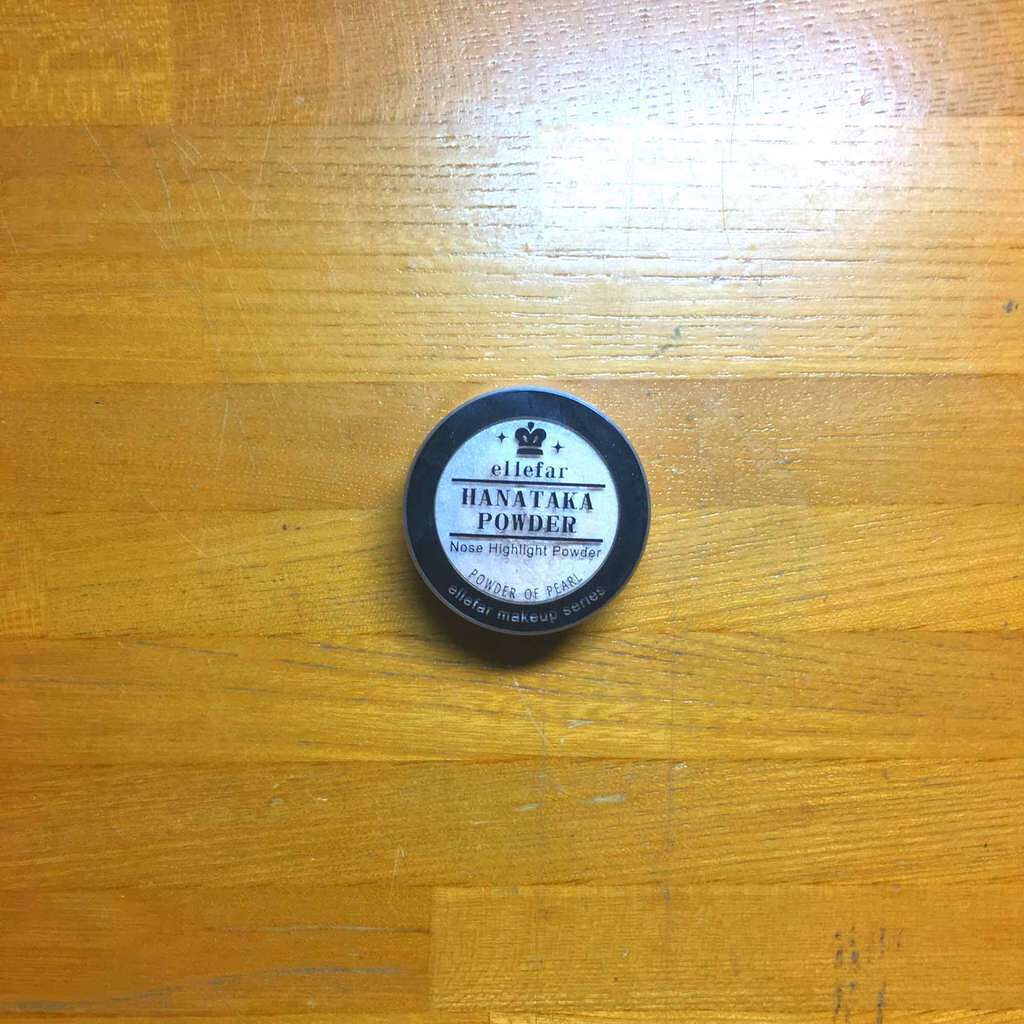 ellefar
HANATAKA
POWDER
Nose Highlight Powder
POWDER OF PEARL
ellefar makeup series